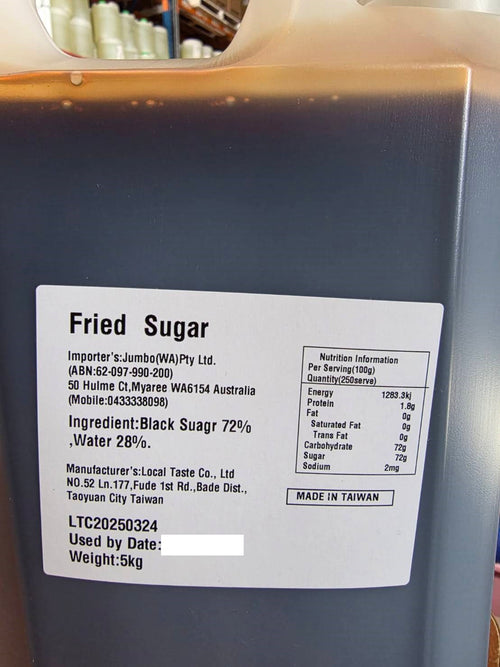 Fried Sugar
Importer's:Jumbo(WA)Pty Ltd.
(ABN:62-097-990-200)
50 Hulme Ct,Myaree WA6154 Australia
(Mobile:0433338098)
Ingredient:Black Suagr 72%
,Water 28%.
Manufacturer's:Local Taste Co., Ltd
NO.52 Ln.177,Fude 1st Rd.,Bade Dist.,
Taoyuan City Taiwan
LTC20250324
Used by Date:
Weight:5kg
Nutrition Information
Per Serving(100g)
Quantity(250serve)
Energy 1283.3kj
Protein 1.8g
Fat 0g
Saturated Fat 0g
Trans Fat 0g
Carbohydrate 72g
Sugar 72g
Sodium 2mg
MADE IN TAIWAN